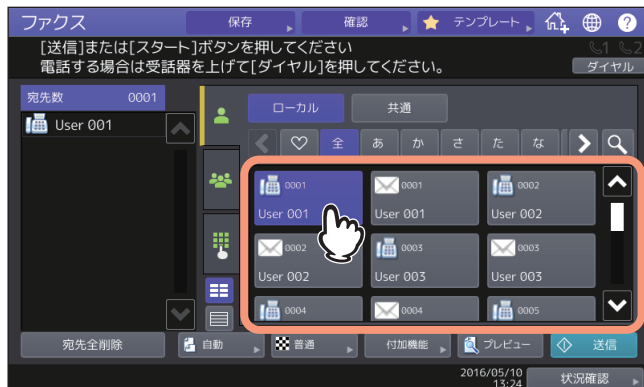 ファクス
保存
確認
テンプレート
?
[送信]または[スタート]ボタンを押してください
電話する場合は受話器を上げて[ダイヤル]を押してください。
1
2
ダイヤル
宛先数 0001
User 001
ローカル
共通
全
あ
か
さ
た
な
0001
User 001
0001
User 001
0002
User 002
0002
User 002
0003
User 003
0003
User 003
0004
0004
0005
宛先全削除
自動
普通
付加機能
プレビュー
送信
2016/05/10
13:24
状況確認